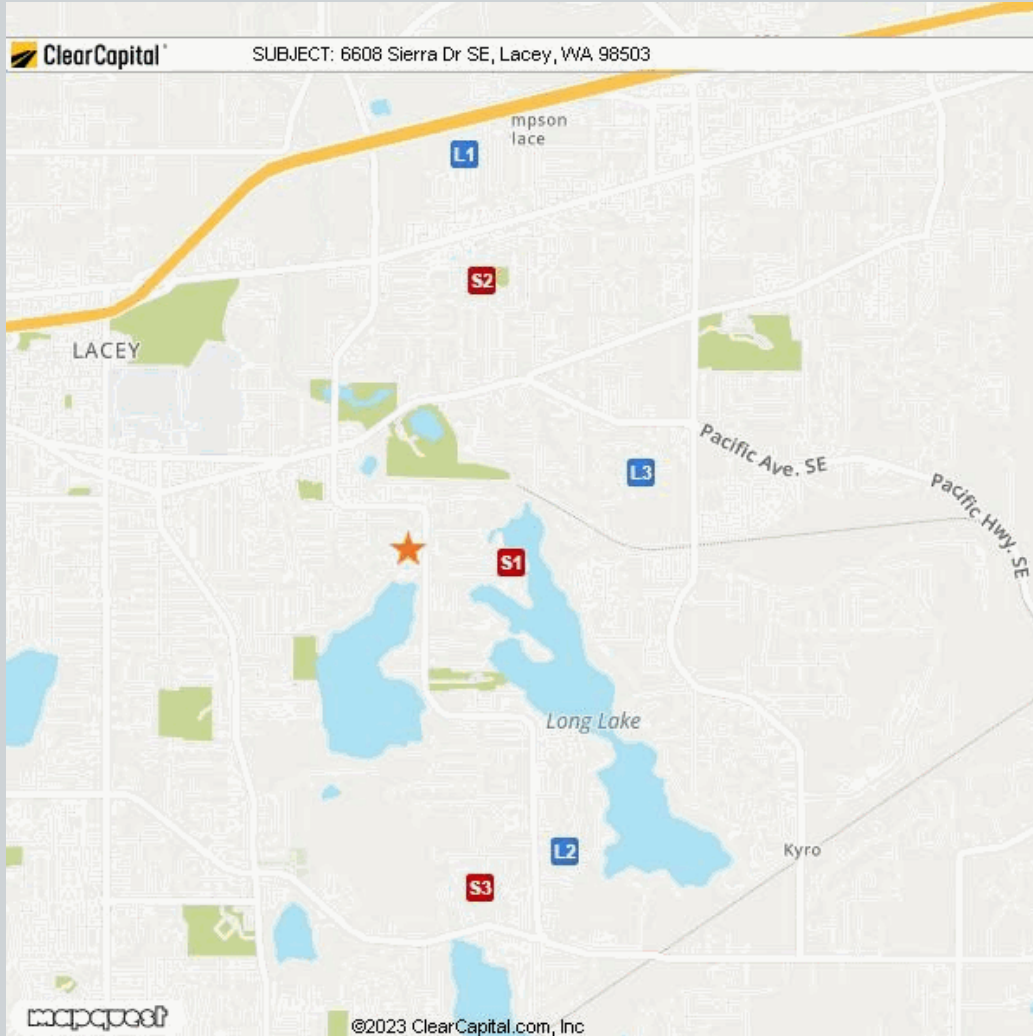 ClearCapital
SUBJECT: 6608 Sierra Dr SE, Lacey, WA 98503
mpson
lace
L1
S2
LACEY
Pacific Ave. SE
L3
Pacific Hwy. SE
S1
Long Lake
L2
Kyro
S3
mapquest
©2023 ClearCapital.com, Inc